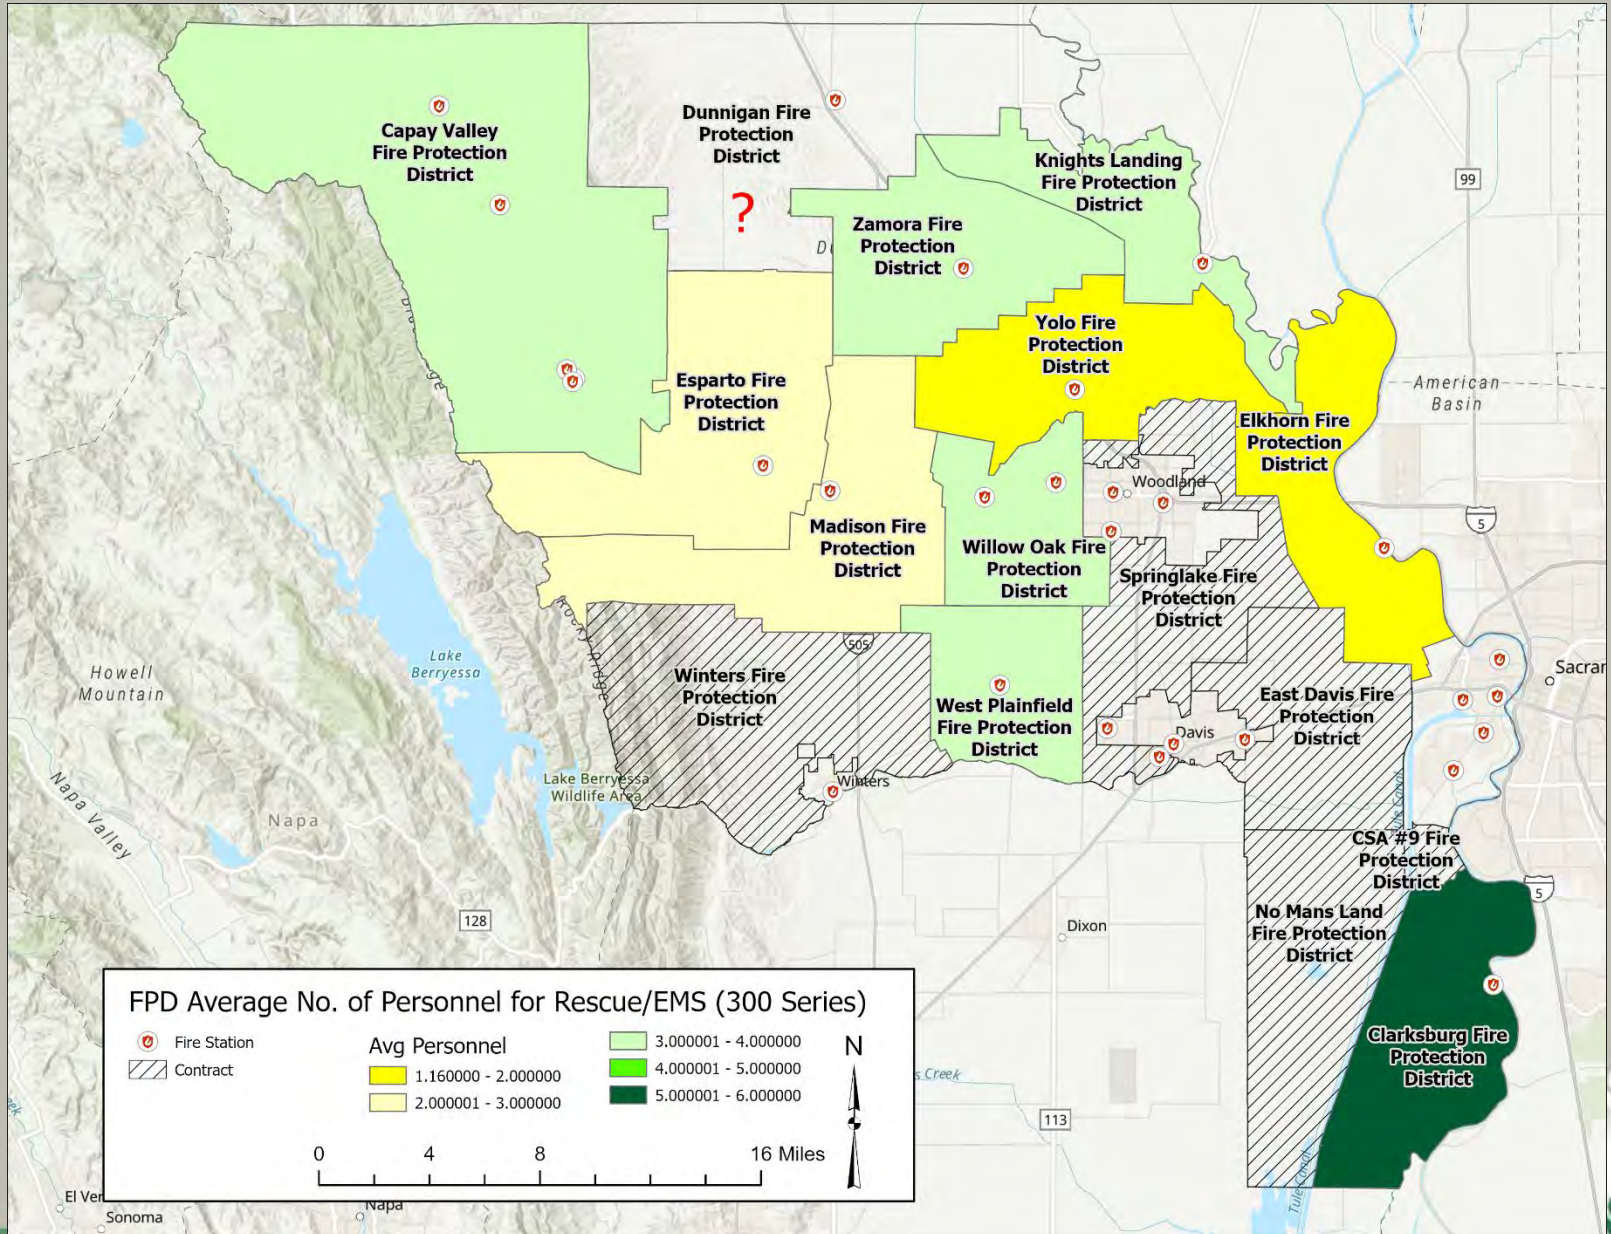 Capay Valley
Fire Protection
District
Dunnigan Fire
Protection
District
?
Knights Landing
Fire Protection
District
99
Zamora Fire
Protection
District
Yolo Fire
Protection
District
Esparto Fire
Protection
District
American
Basin
Elkhorn Fire
Protection
District
Woodland
5
Madison Fire
Protection
District
Willow Oak Fire
Protection
District
Springlake Fire
Protection
District
Rocky Ridge
505
Lake
Berryessa
Howell
Mountain
Winters Fire
Protection
District
West Plainfield
Fire Protection
District
East Davis Fire
Protection
District
Davis
Lake Berryessa
Wildlife Area
Winters
Napa Valley
Napa
CSA #9 Fire
Protection
District
5
128
Dixon
No Mans Land
Fire Protection
District
Clarksburg Fire
Protection
District
FPD Average No. of Personnel for Rescue/EMS (300 Series)
Fire Station
Contract
Avg Personnel
1.160000 - 2.000000
2.000001 - 3.000000
3.000001 - 4.000000
4.000001 - 5.000000
5.000001 - 6.000000
N
0 4 8 16 Miles
Creek
113
Tule Canal
Sonoma
Napa